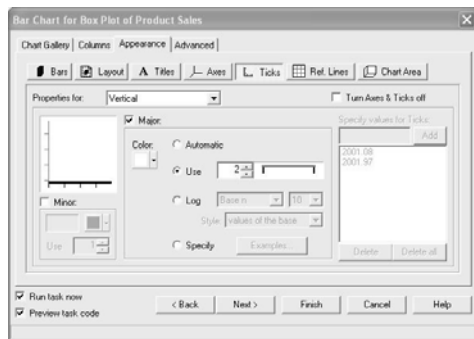 Bar Chart for Box Plot of Product Sales
Chart Gallery Columns Appearance Advanced
Bars Layout A Titles Axes Ticks Ref. Lines Chart Area
Properties for: Vertical Turn Axes & Ticks off
Major: Specify values for Ticks:
Color: Automatic Add
2001.08
2001.97
Use 2
Minor: Log Base n 10
Style: values of the base
Use 1 Specify Examples... Delete Delete all
Run task now
Preview task code
< Back Next > Finish Cancel Help